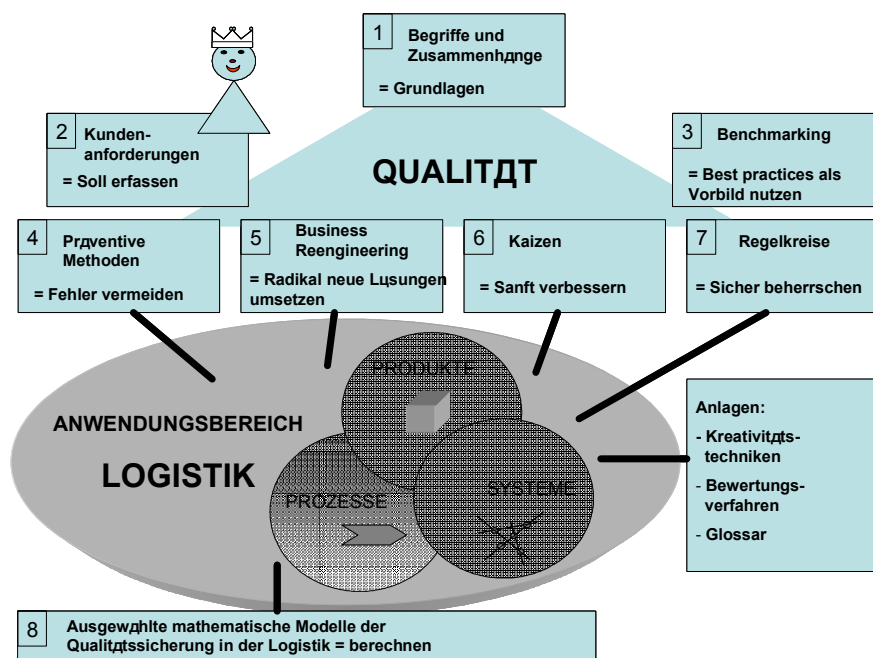 1
Begriffe und
Zusammenhдnge
= Grundlagen
2
Kunden-
anforderungen
= Soll erfassen
3
Benchmarking
= Best practices als
Vorbild nutzen
QUALITДT
4
Prдventive
Methoden
= Fehler vermeiden
5
Business
Reengineering
= Radikal neue Lцsungen
umsetzen
6
Kaizen
= Sanft verbessern
7
Regelkreise
= Sicher beherrschen
PRODUKTE
ANWENDUNGSBEREICH
LOGISTIK
PROZESSE
SYSTEME
Anlagen:
- Kreativitдts-
techniken
- Bewertungs-
verfahren
- Glossar
8
Ausgewдhlte mathematische Modelle der
Qualitдtssicherung in der Logistik = berechnen